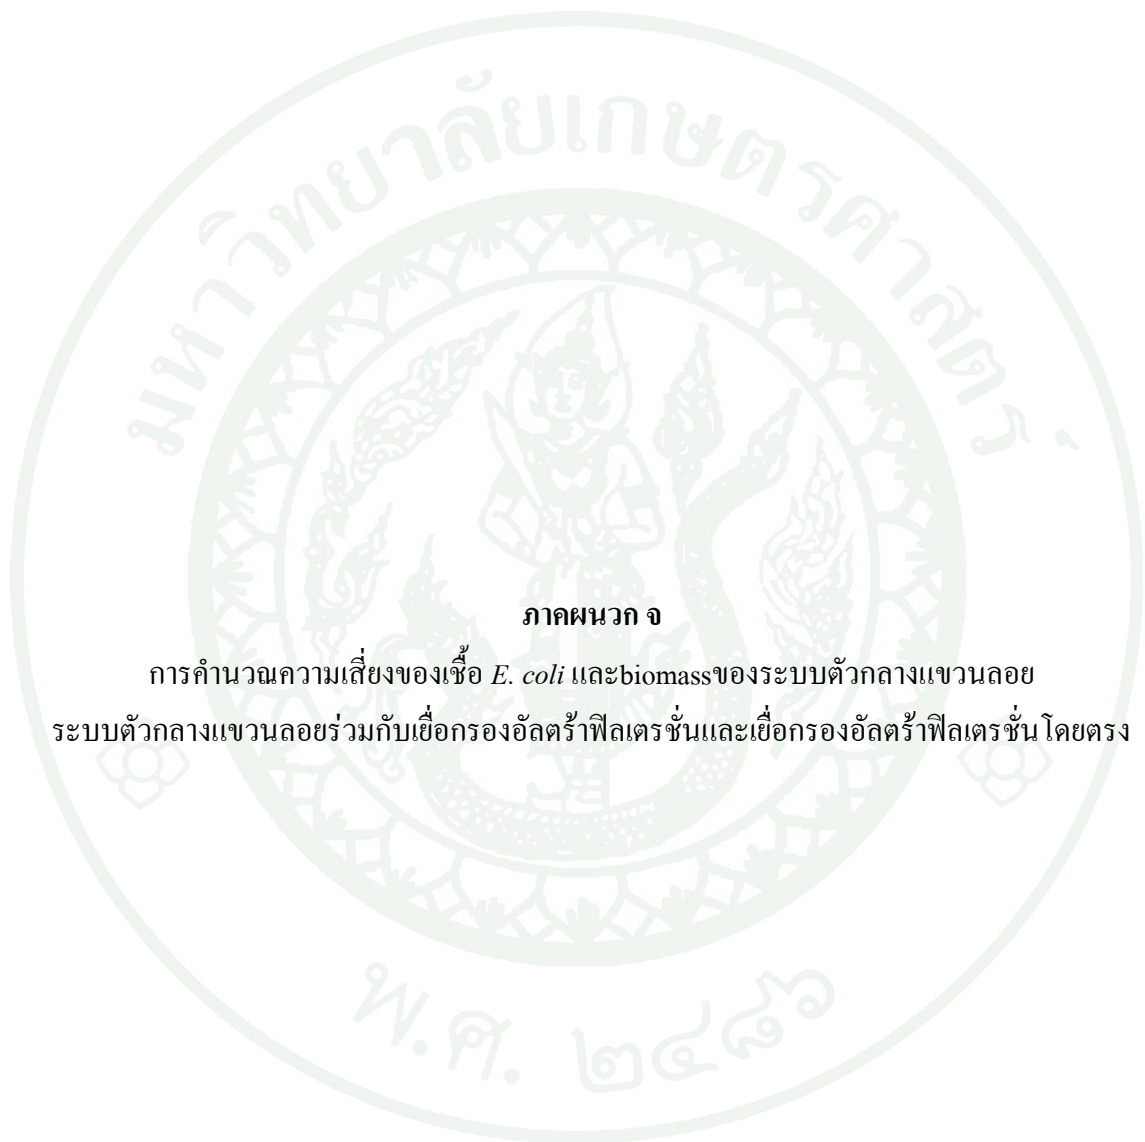 มหาวิทยาลัยเกษตรศาสตร์
ภาคผนวก จ
การคำนวณความเสี่ยงของเชื้อ E. coli และbiomassของระบบตัวกลางแขวนลอย
ระบบตัวกลางแขวนลอยร่วมกับเยื่อกรองอัลตร้าฟิลเตรชั่นและเยื่อกรองอัลตร้าฟิลเตรชั่นโดยตรง
พ.ศ. ๒๔๘๖